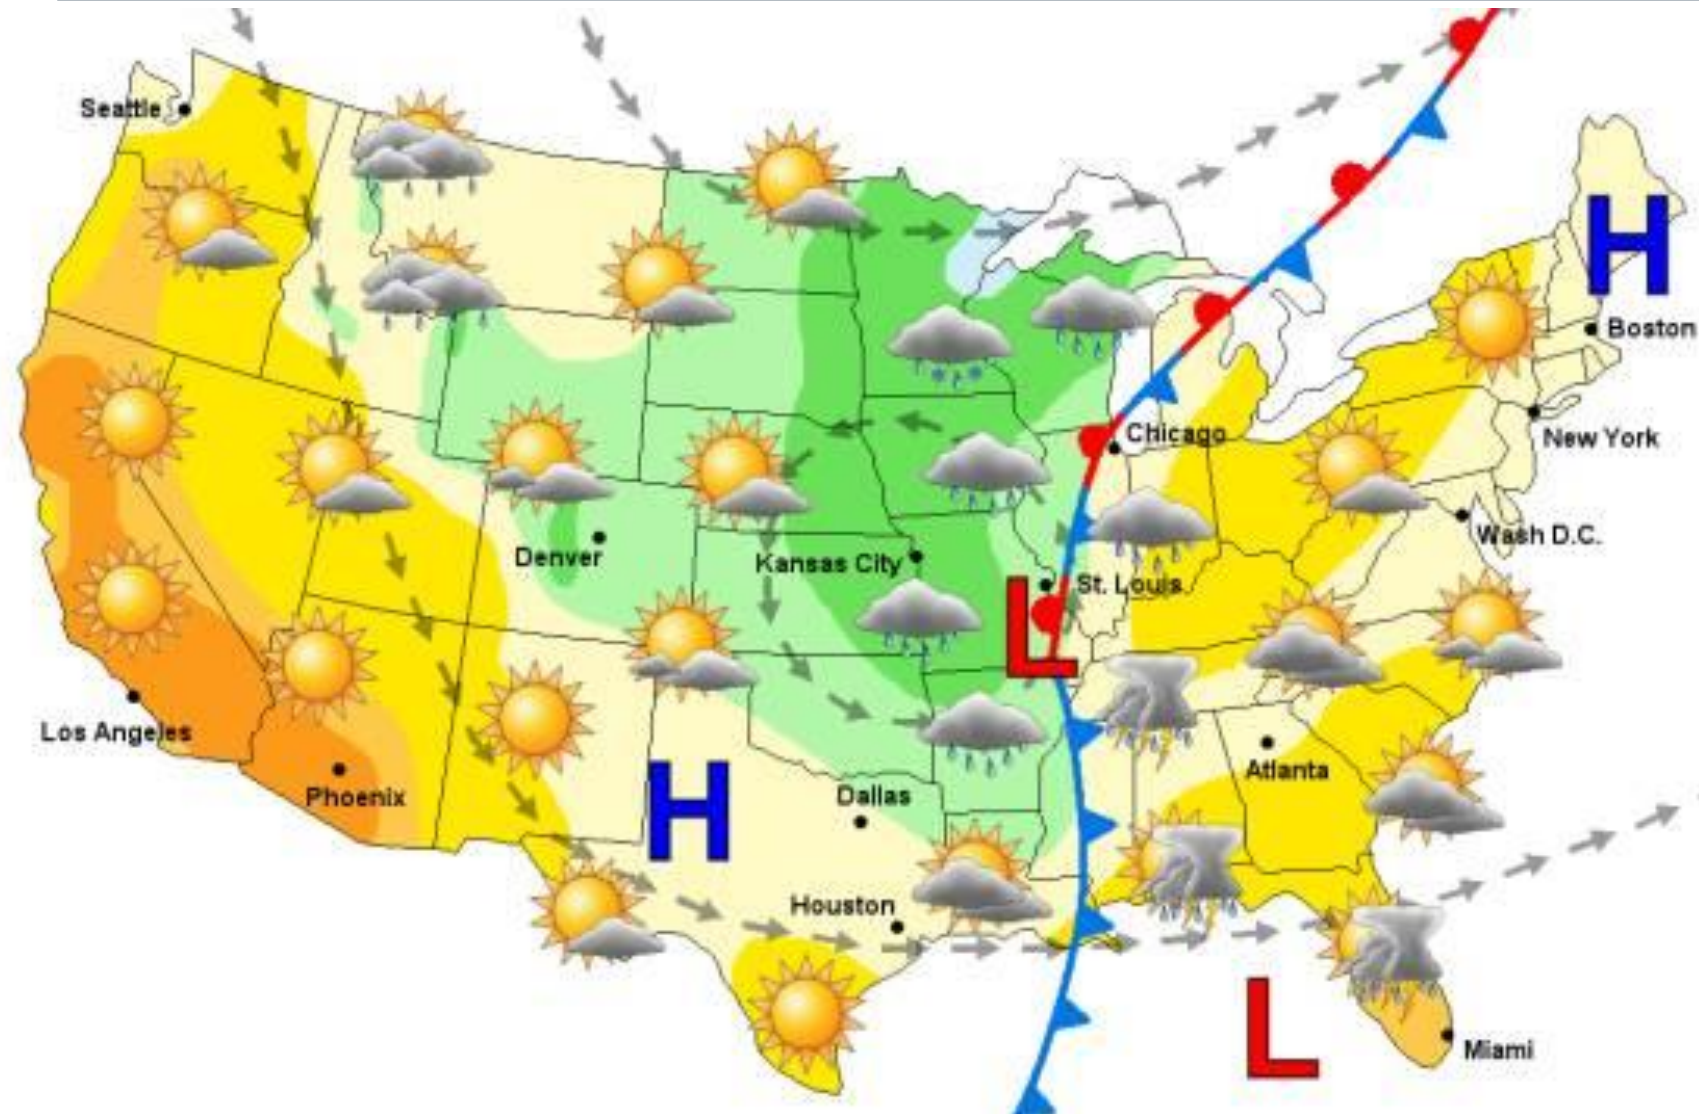 Seattle
H
Boston
Chicago
New York
Wash D.C.
Denver
Kansas City
St. Louis
L
Los Angeles
Phoenix
H
Dallas
Atlanta
Houston
L
Miami